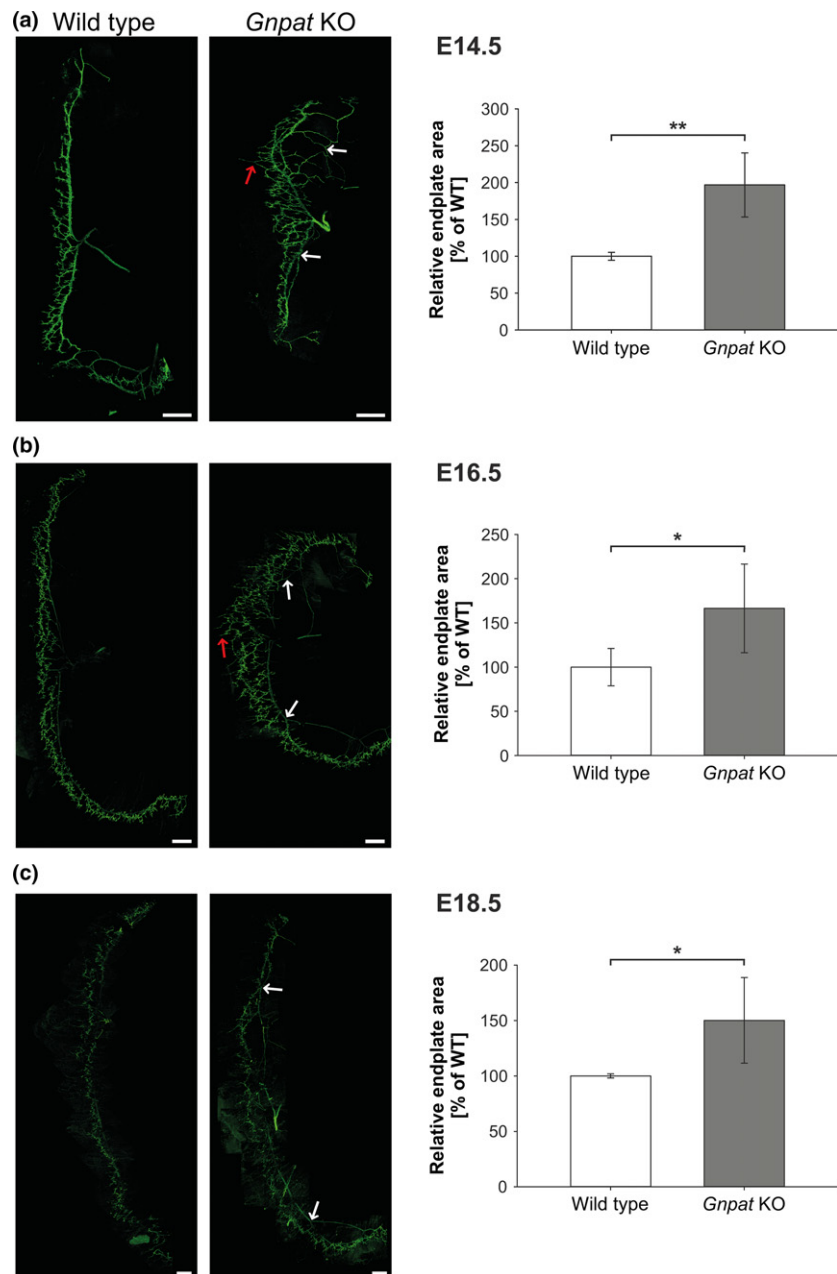 (a)
Wild type
Gnpat KO
E14.5
Relative endplate area
[% of WT]
300
250
200
150
100
50
0
**
Wild type
Gnpat KO
(b)
E16.5
Relative endplate area
[% of WT]
250
200
150
100
50
0
*
Wild type
Gnpat KO
(c)
E18.5
Relative endplate area
[% of WT]
200
150
100
50
0
*
Wild type
Gnpat KO